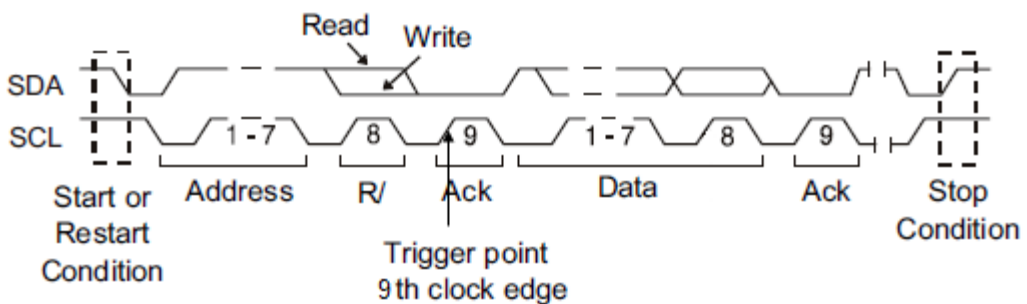 Read
Write
SDA
SCL
1 - 7
8
9
1 - 7
8
9
Address
R/
Ack
Data
Ack
Start or
Restart
Condition
Stop
Condition
Trigger point
9th clock edge